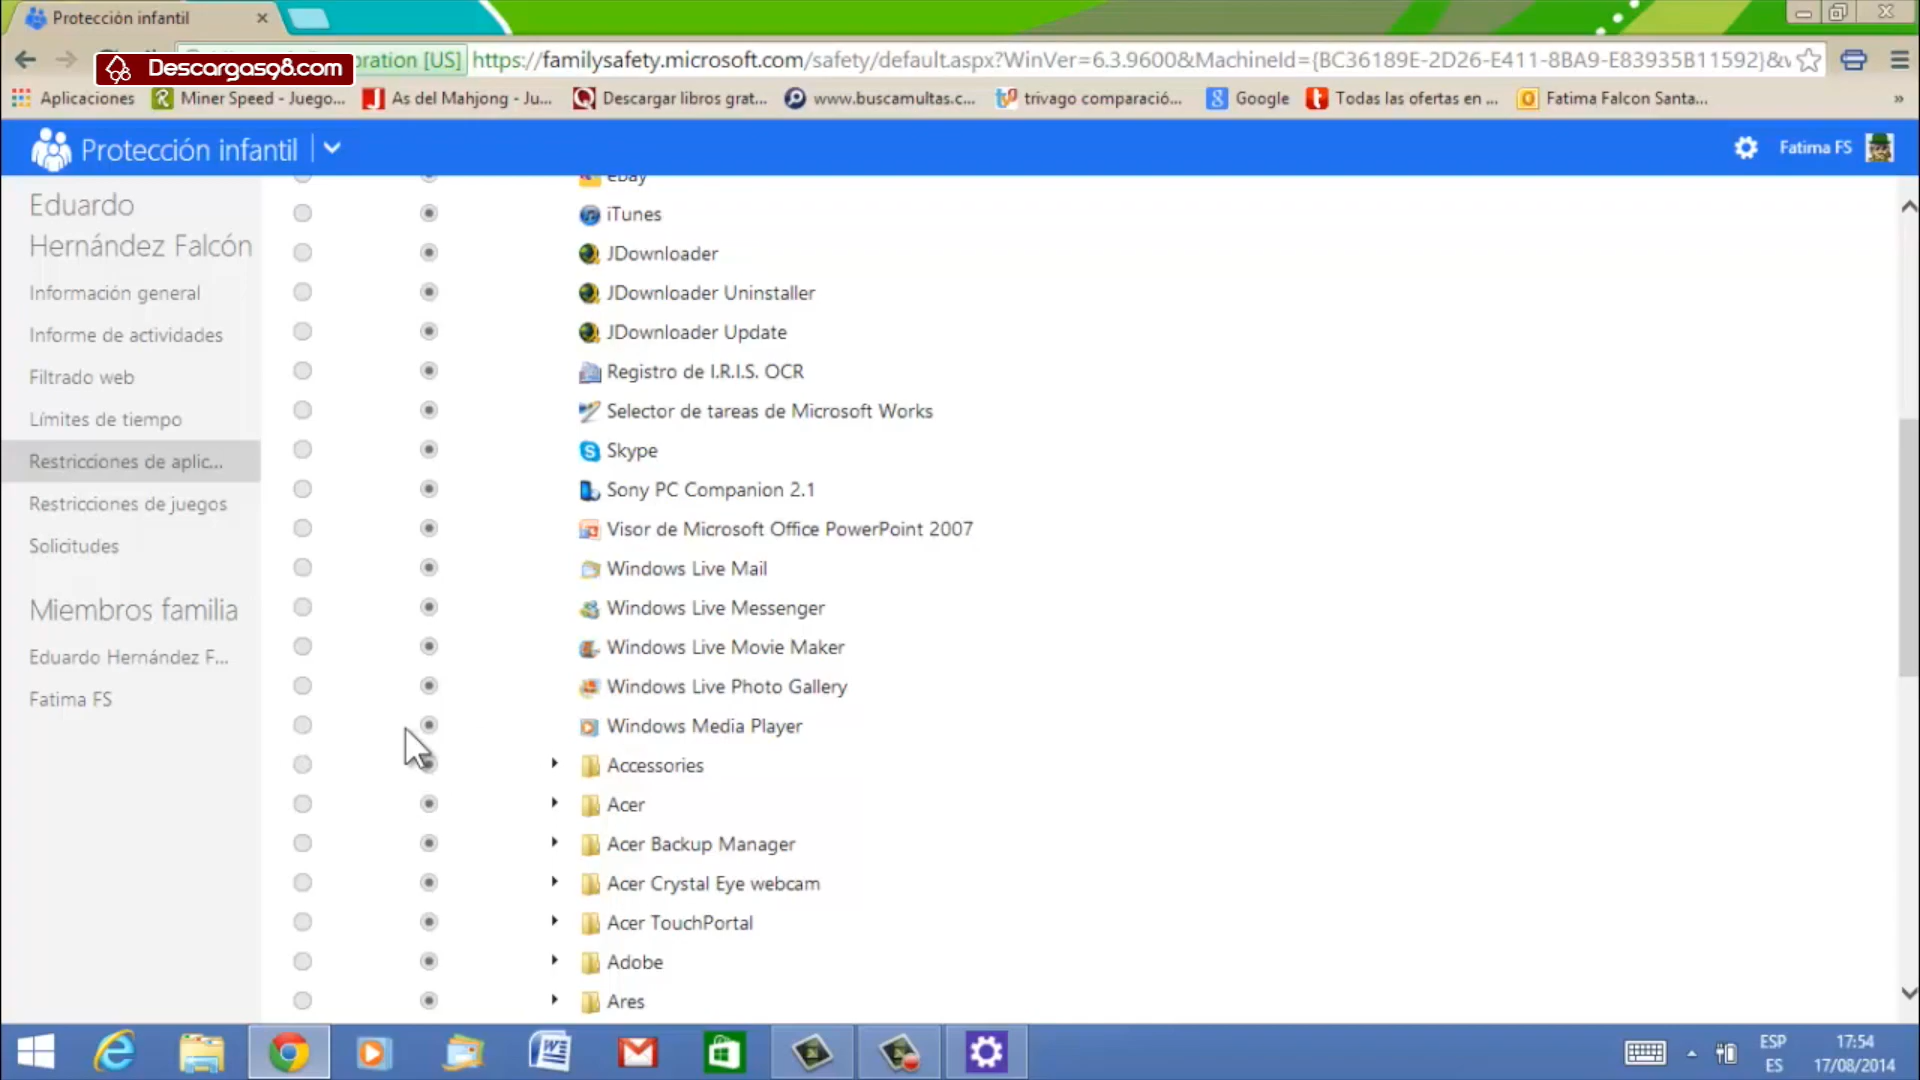 Protección infantil
Descargas98.com
oration [US]
https://familysafety.microsoft.com/safety/default.aspx?WinVer=6.3.9600&MachineId={BC36189E-2D26-E411-8BA9-E83935B11592}&v
Aplicaciones
Miner Speed - Juego...
As del Mahjong - Ju...
Descargar libros grat...
www.buscamultas.c...
trivago comparació...
Google
Todas las ofertas en ...
Fatima Falcon Santa...
»
Protección infantil
Fatima FS
Eduardo
Hernández Falcón
Información general
Informe de actividades
Filtrado web
Límites de tiempo
Restricciones de aplic...
Restricciones de juegos
Solicitudes
Miembros familia
Eduardo Hernández F...
Fatima FS
ebay
iTunes
JDownloader
JDownloader Uninstaller
JDownloader Update
Registro de I.R.I.S. OCR
Selector de tareas de Microsoft Works
Skype
Sony PC Companion 2.1
Visor de Microsoft Office PowerPoint 2007
Windows Live Mail
Windows Live Messenger
Windows Live Movie Maker
Windows Live Photo Gallery
Windows Media Player
Accessories
Acer
Acer Backup Manager
Acer Crystal Eye webcam
Acer TouchPortal
Adobe
Ares
ESP
ES
17:54
17/08/2014